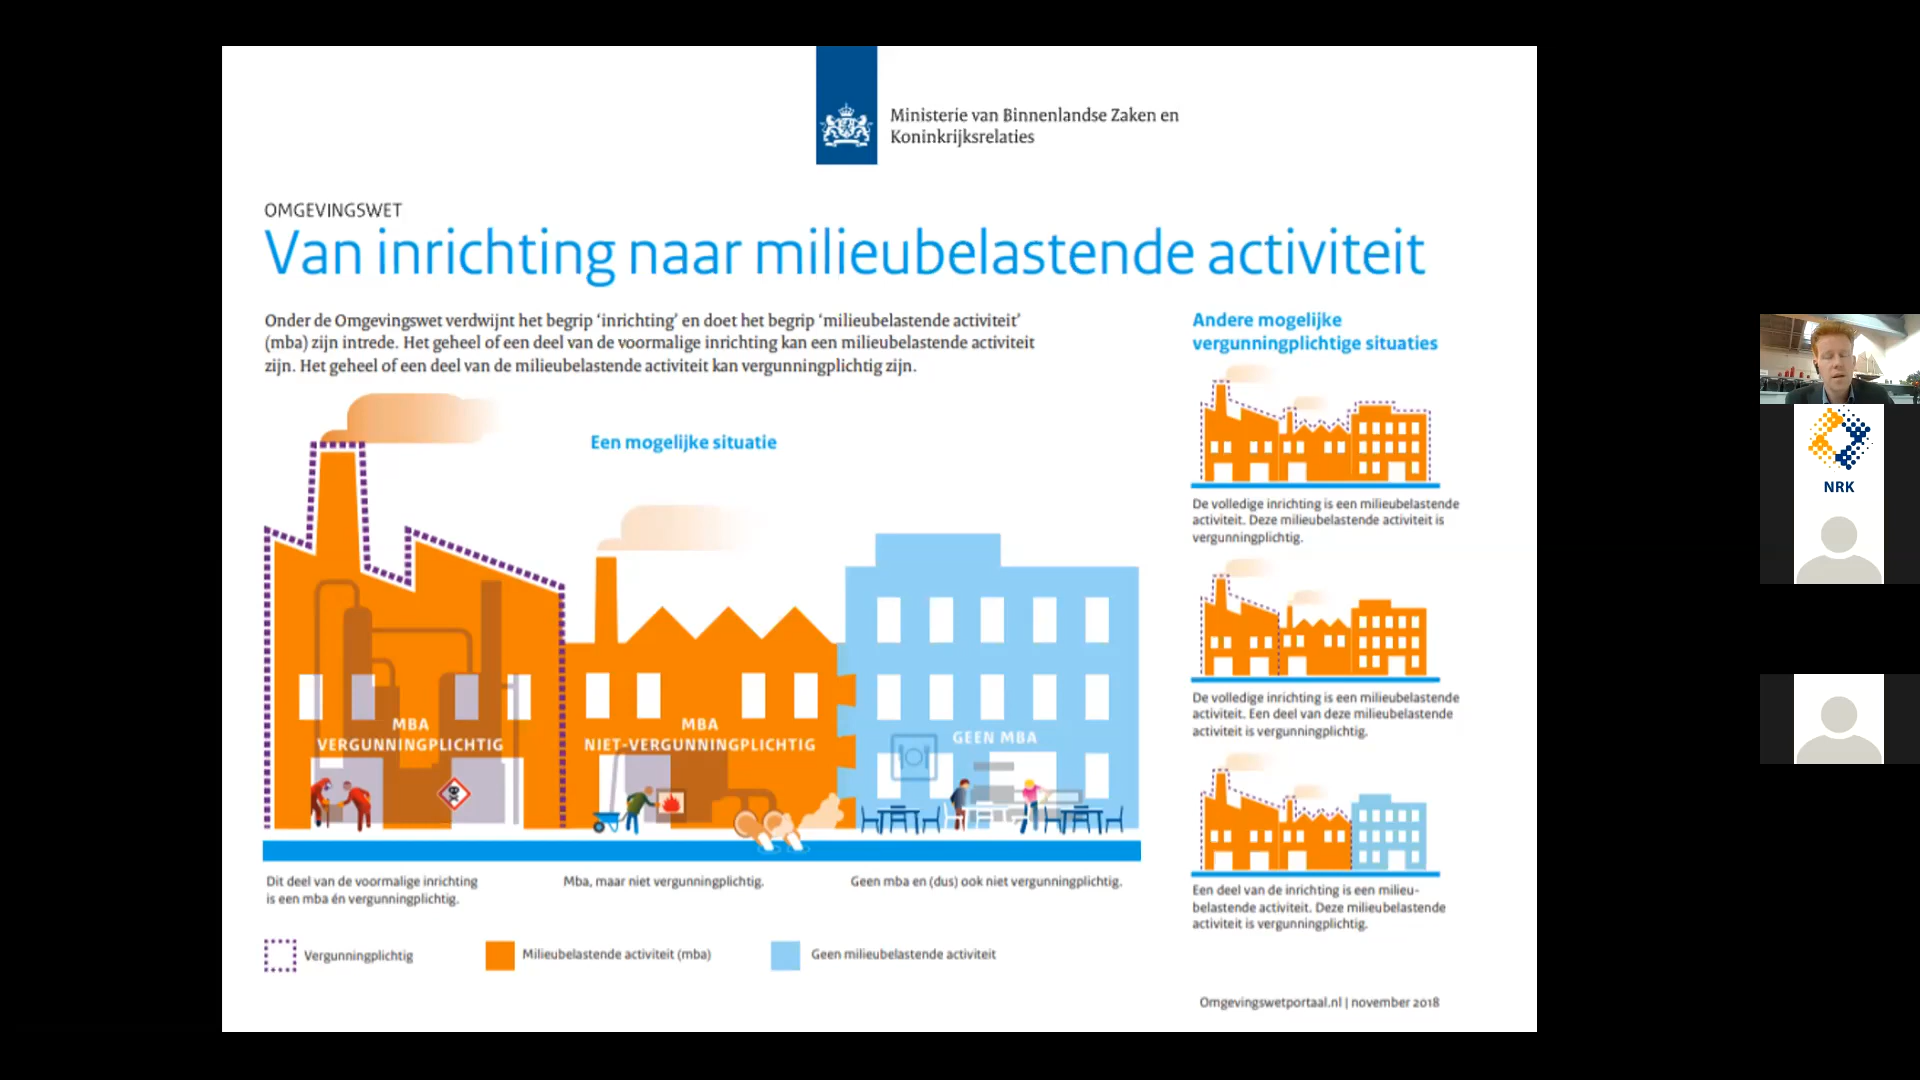 Ministerie van Binnenlandse Zaken en
Koninkrijksrelaties
OMGEVINGSWET
Van inrichting naar milieubelastende activiteit
Onder de Omgevingswet verdwijnt het begrip ‘inrichting’ en doet het begrip ‘milieubelastende activiteit’
(mba) zijn intrede. Het geheel of een deel van de voormalige inrichting kan een milieubelastende activiteit
zijn. Het geheel of een deel van de milieubelastende activiteit kan vergunningplichtig zijn.
Een mogelijke situatie
MBA
VERGUNNINGPLICHTIG
MBA
NIET-VERGUNNINGPLICHTIG
GEEN MBA
Dit deel van de voormalige inrichting
is een mba én vergunningplichtig.
Mba, maar niet vergunningplichtig.
Geen mba en (dus) ook niet vergunningplichtig.
Vergunningplichtig
Milieubelastende activiteit (mba)
Geen milieubelastende activiteit
Andere mogelijke
vergunningplichtige situaties
De volledige inrichting is een milieubelastende
activiteit. Deze milieubelastende activiteit is
vergunningplichtig.
De volledige inrichting is een milieubelastende
activiteit. Een deel van deze milieubelastende
activiteit is vergunningplichtig.
Een deel van de inrichting is een milieu-
belastende activiteit. Deze milieubelastende
activiteit is vergunningplichtig.
Omgevingswetportaal.nl | november 2018
NRK